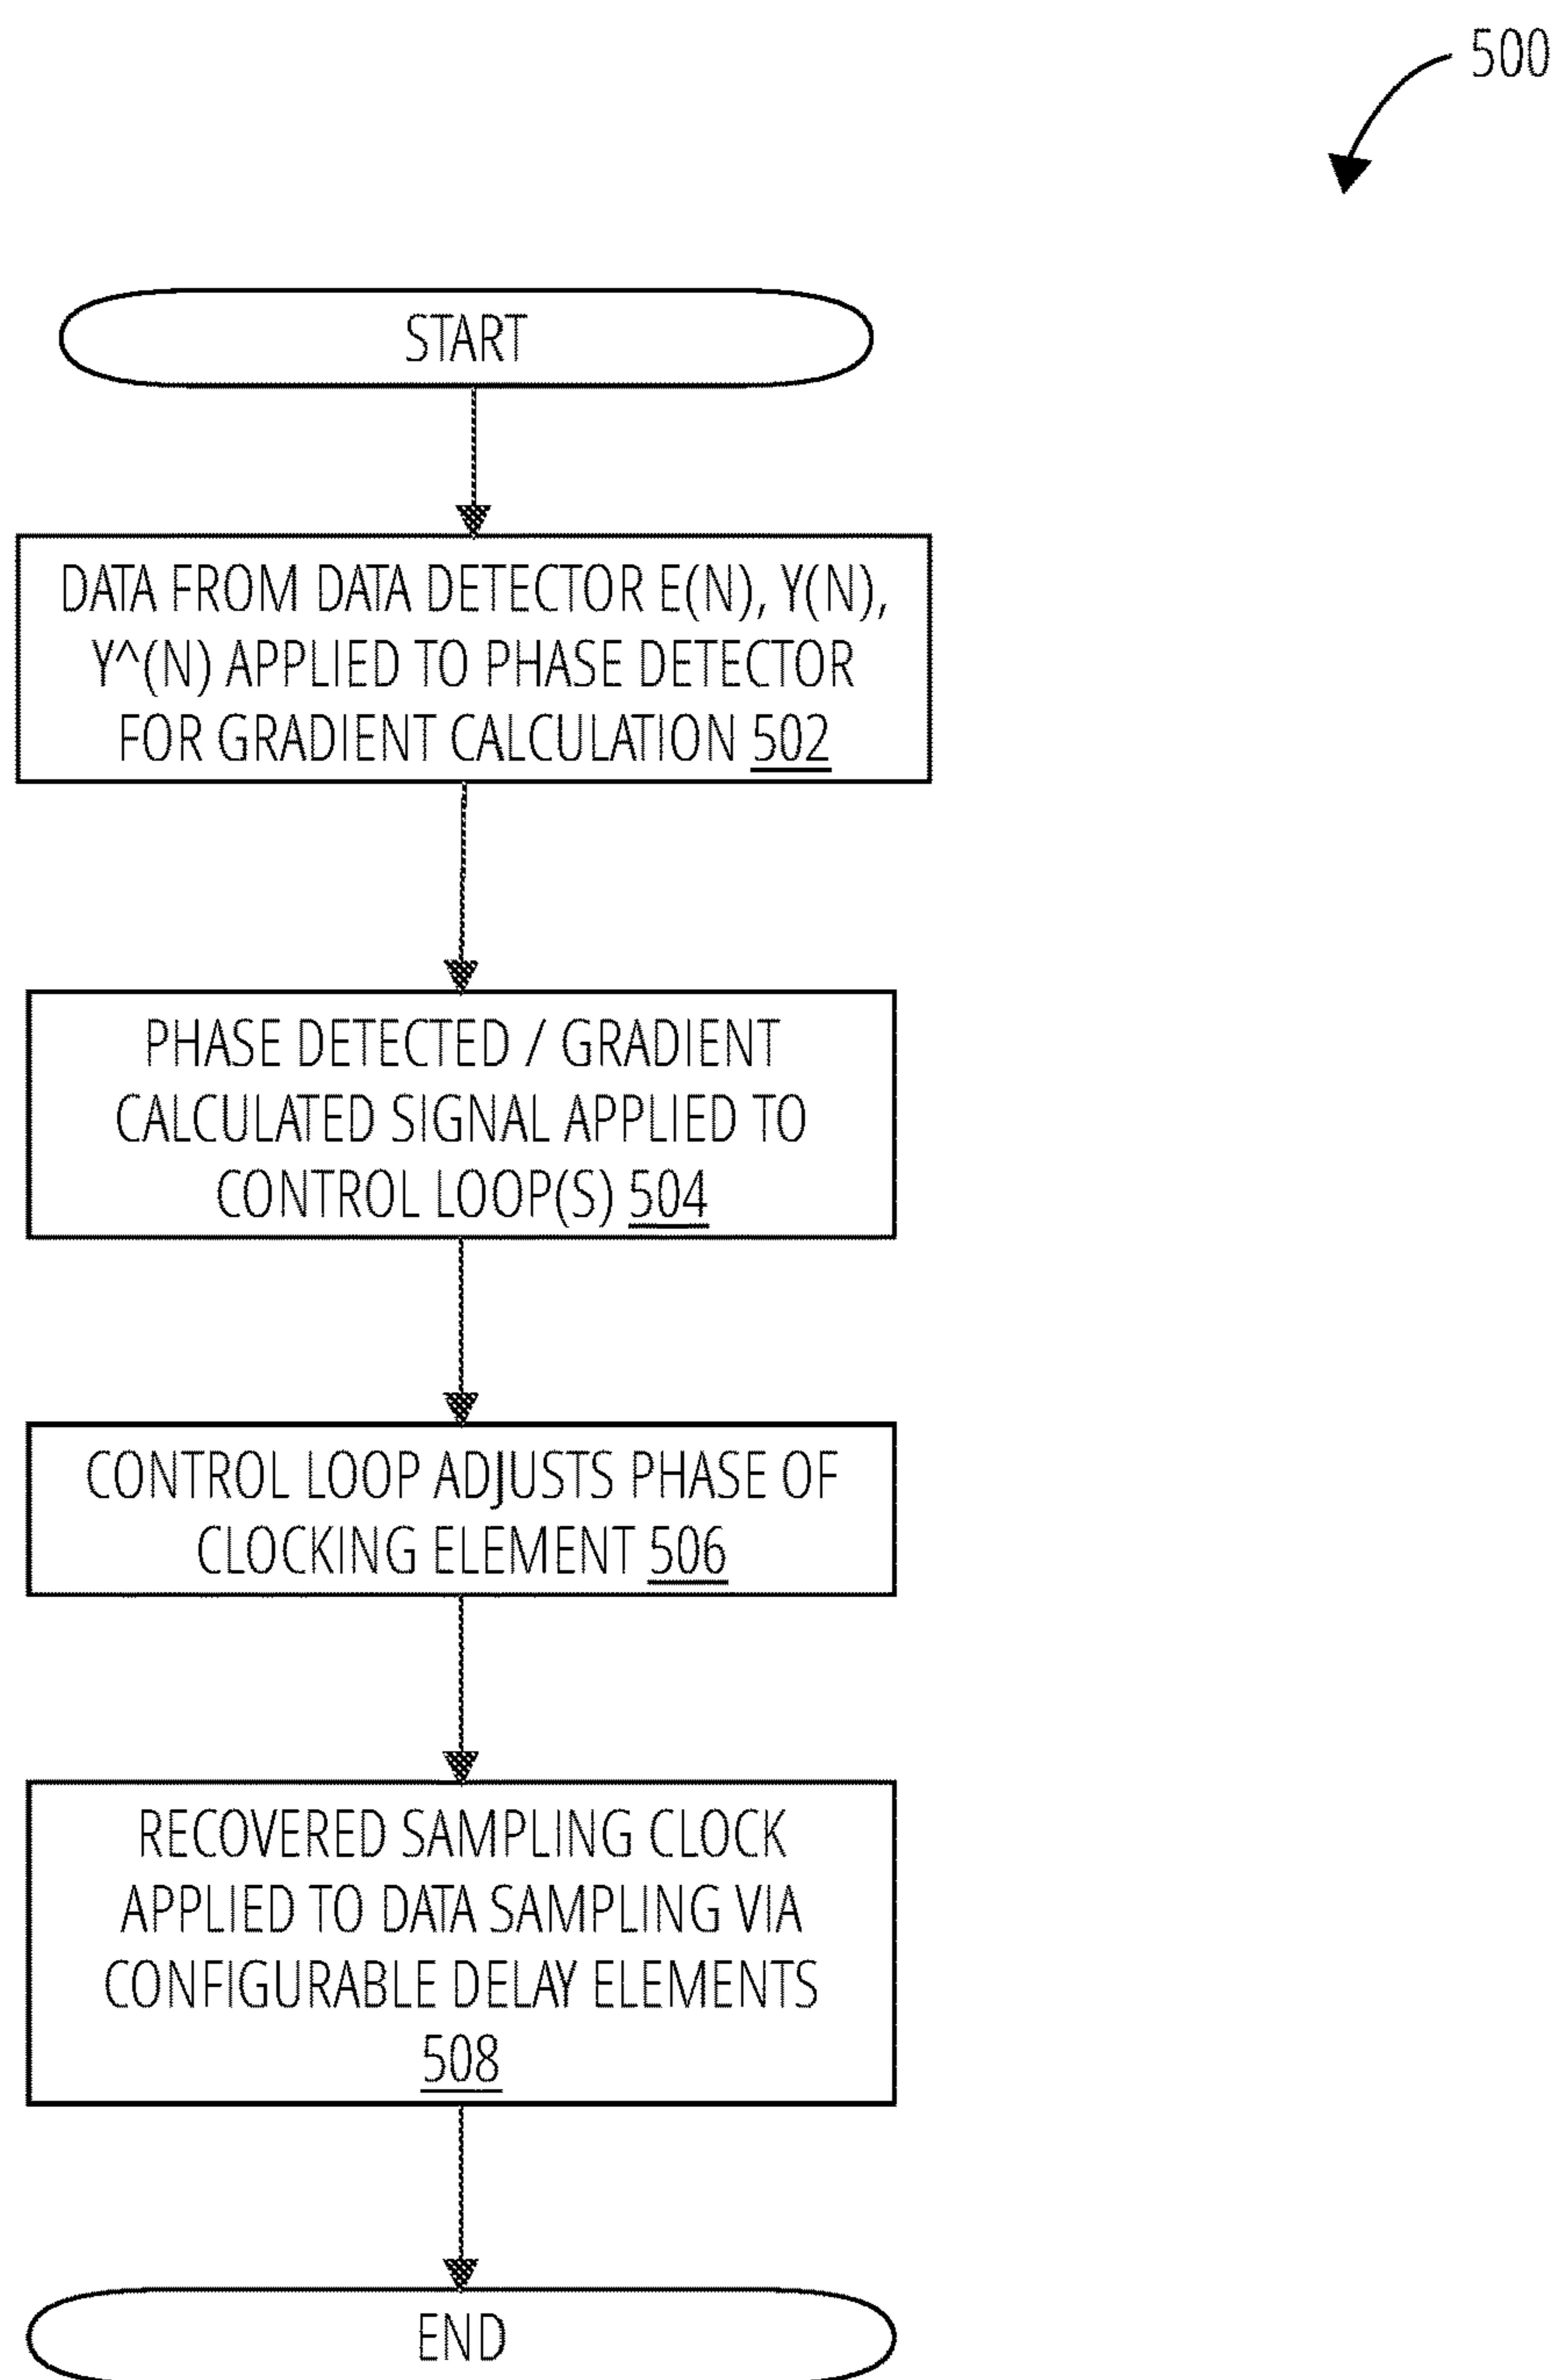 500
START
DATA FROM DATA DETECTOR E(N), Y(N),
Y^(N) APPLIED TO PHASE DETECTOR
FOR GRADIENT CALCULATION 502
PHASE DETECTED / GRADIENT
CALCULATED SIGNAL APPLIED TO
CONTROL LOOP(S) 504
CONTROL LOOP ADJUSTS PHASE OF
CLOCKING ELEMENT 506
RECOVERED SAMPLING CLOCK
APPLIED TO DATA SAMPLING VIA
CONFIGURABLE DELAY ELEMENTS
508
END